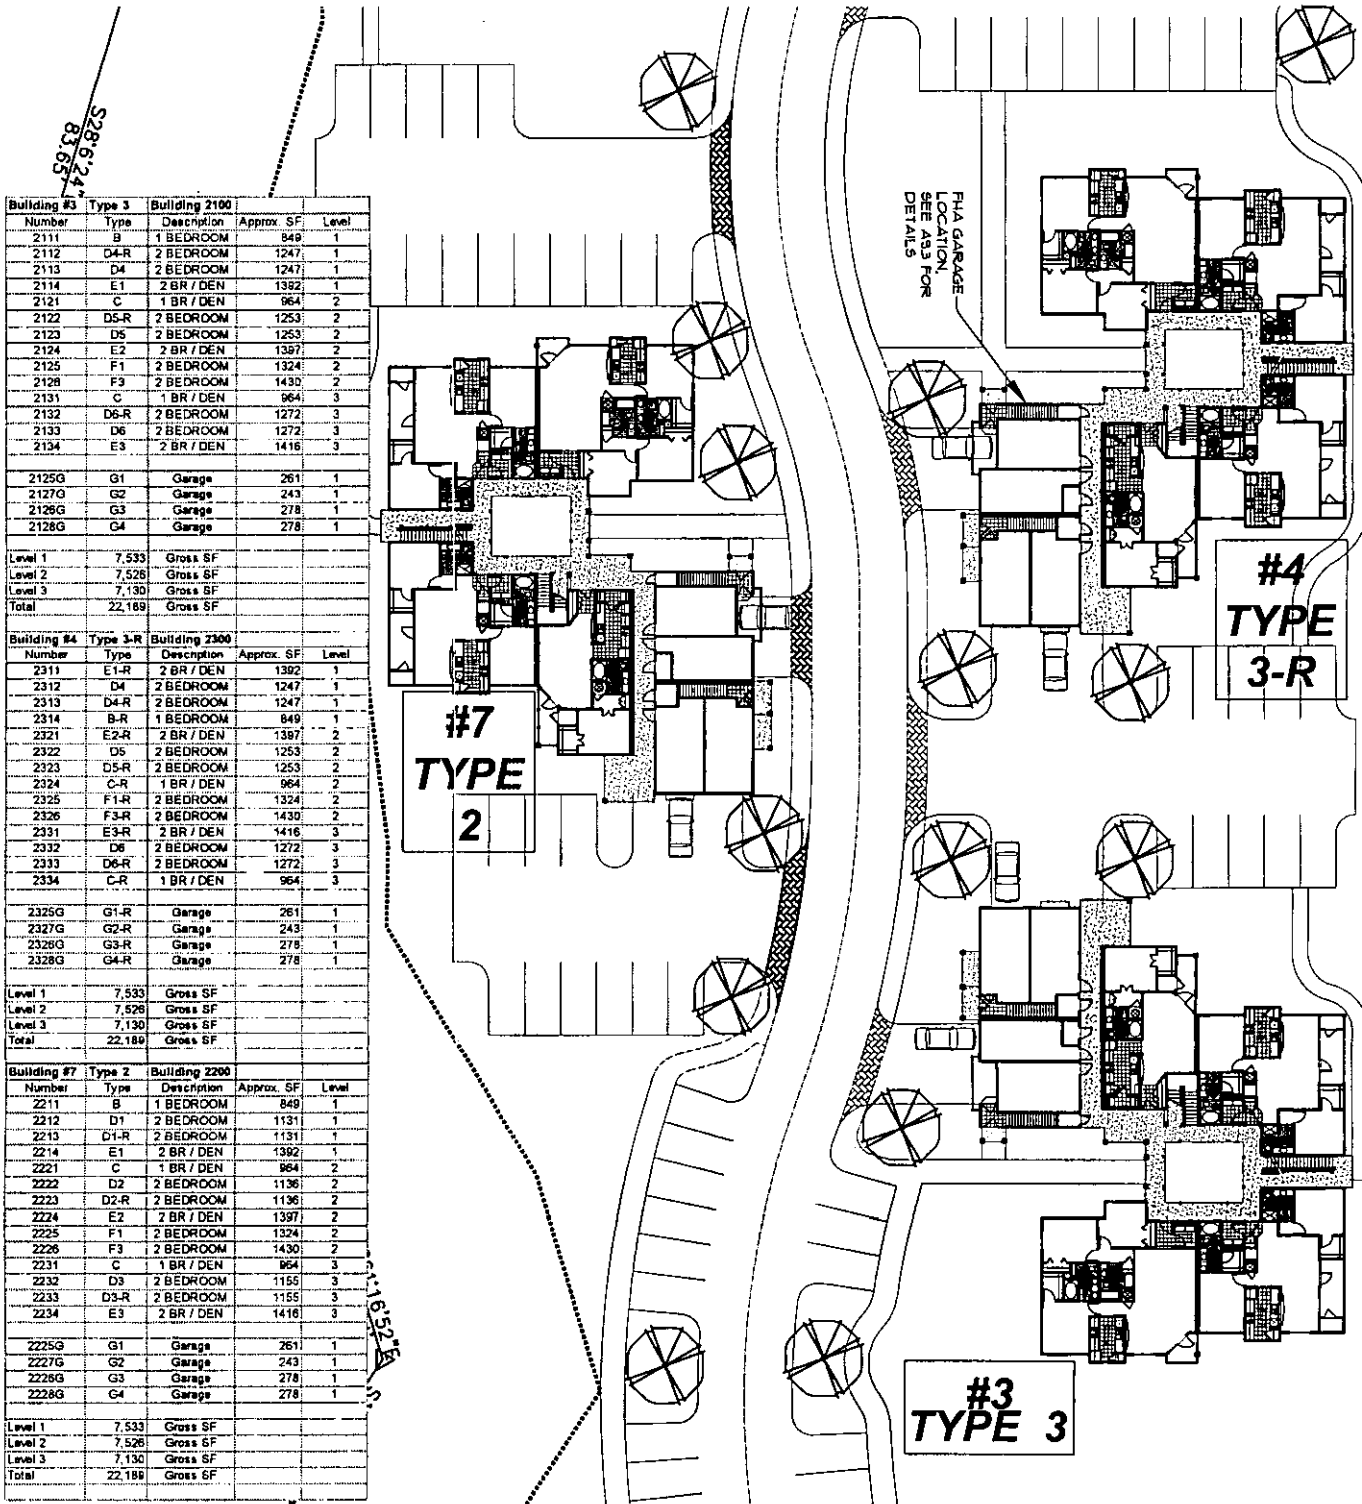 S28°6'24"
83.65'
Building #3 Type 3 Building 2100
Number Type Description Approx. SF Level
2111 B 1 BEDROOM 849 1
2112 D4-R 2 BEDROOM 1247 1
2113 D4 2 BEDROOM 1247 1
2114 E1 2 BR / DEN 1392 1
2121 C 1 BR / DEN 964 2
2122 D5-R 2 BEDROOM 1253 2
2123 D5 2 BEDROOM 1253 2
2124 E2 2 BR / DEN 1397 2
2125 F1 2 BEDROOM 1324 2
2126 F3 2 BEDROOM 1430 2
2131 C 1 BR / DEN 964 3
2132 D6-R 2 BEDROOM 1272 3
2133 D6 2 BEDROOM 1272 3
2134 E3 2 BR / DEN 1416 3
2125G G1 Garage 261 1
2127G G2 Garage 243 1
2126G G3 Garage 278 1
2128G G4 Garage 278 1
Level 1 7,533 Gross SF
Level 2 7,526 Gross SF
Level 3 7,130 Gross SF
Total 22,189 Gross SF
Building #4 Type 3-R Building 2300
Number Type Description Approx. SF Level
2311 E1-R 2 BR / DEN 1392 1
2312 D4 2 BEDROOM 1247 1
2313 D4-R 2 BEDROOM 1247 1
2314 B-R 1 BEDROOM 849 1
2321 E2-R 2 BR / DEN 1397 2
2322 D5 2 BEDROOM 1253 2
2323 D5-R 2 BEDROOM 1253 2
2324 C-R 1 BR / DEN 964 2
2325 F1-R 2 BEDROOM 1324 2
2326 F3-R 2 BEDROOM 1430 2
2331 E3-R 2 BR / DEN 1416 3
2332 D6 2 BEDROOM 1272 3
2333 D6-R 2 BEDROOM 1272 3
2334 C-R 1 BR / DEN 964 3
2325G G1-R Garage 261 1
2327G G2-R Garage 243 1
2326G G3-R Garage 278 1
2328G G4-R Garage 278 1
Level 1 7,533 Gross SF
Level 2 7,526 Gross SF
Level 3 7,130 Gross SF
Total 22,189 Gross SF
Building #7 Type 2 Building 2200
Number Type Description Approx. SF Level
2211 B 1 BEDROOM 849 1
2212 D1 2 BEDROOM 1131 1
2213 D1-R 2 BEDROOM 1131 1
2214 E1 2 BR / DEN 1392 1
2221 C 1 BR / DEN 964 2
2222 D2 2 BEDROOM 1136 2
2223 D2-R 2 BEDROOM 1136 2
2224 E2 2 BR / DEN 1397 2
2225 F1 2 BEDROOM 1324 2
2226 F3 2 BEDROOM 1430 2
2231 C 1 BR / DEN 964 3
2232 D3 2 BEDROOM 1155 3
2233 D3-R 2 BEDROOM 1155 3
2234 E3 2 BR / DEN 1416 3
2225G G1 Garage 261 1
2227G G2 Garage 243 1
2226G G3 Garage 278 1
2228G G4 Garage 278 1
Level 1 7,533 Gross SF
Level 2 7,526 Gross SF
Level 3 7,130 Gross SF
Total 22,189 Gross SF
1°16'52"E
FHA GARAGE
LOCATION,
SEE A9.3 FOR
DETAILS
#4
TYPE
3-R
#7
TYPE
2
#3
TYPE 3